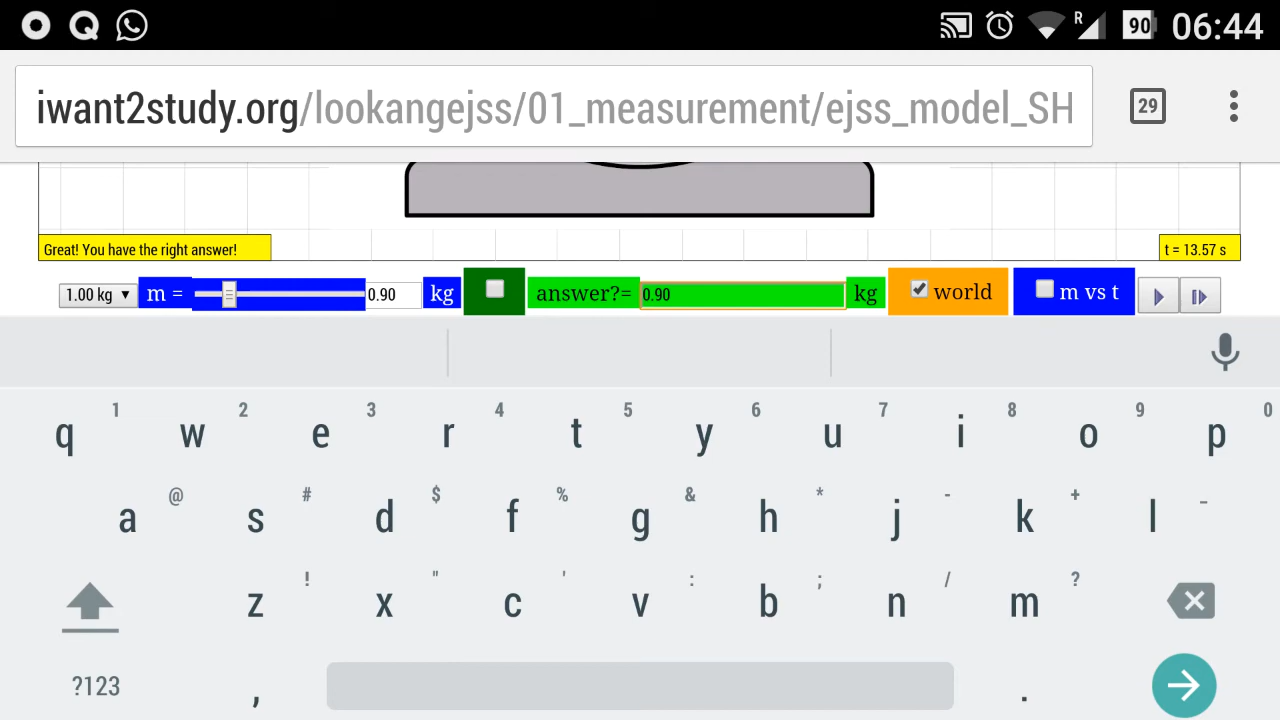 R 90 06:44
iwant2study.org/lookangejss/01_measurement/ejss_model_SH
29
Great! You have the right answer!
t = 13.57 s
1.00 kg ▼ m = 0.90 kg answer?= 0.90 kg world m vs t
1 2 3 4 5 6 7 8 9 0
q w e r t y u i o p
@ # $ % & * - + _
a s d f g h j k l
! " ' : ; / ?
z x c v b n m
?123 , .